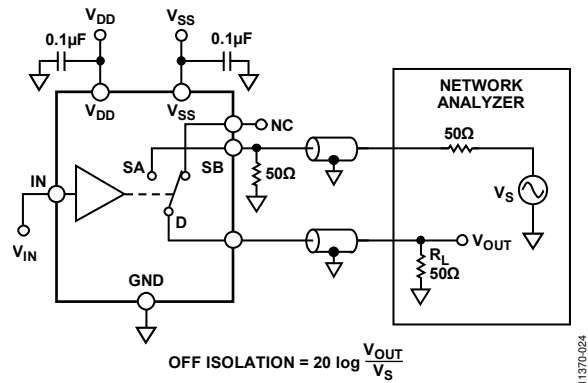 VDD VSS
0.1µF 0.1µF
VDD VSS
NETWORK
ANALYZER
NC
50Ω
SA SB
50Ω
IN
VS
D
VIN
VOUT
RL
50Ω
GND
OFF ISOLATION = 20 log VOUT
VS
11370-024